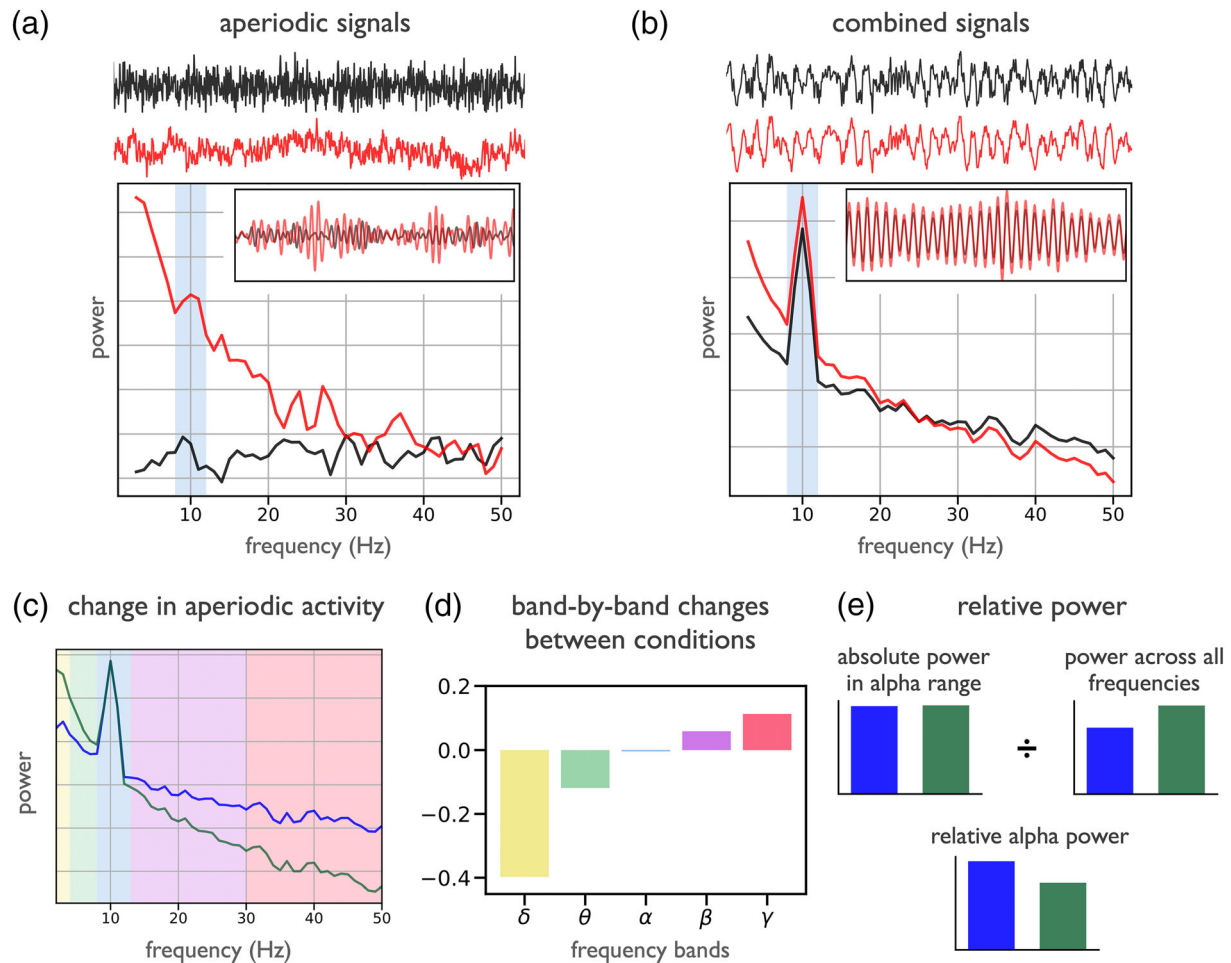 (a) aperiodic signals
power
10 20 30 40 50
frequency (Hz)
(b) combined signals
power
10 20 30 40 50
frequency (Hz)
(c) change in aperiodic activity
power
10 20 30 40 50
frequency (Hz)
(d) band-by-band changes
between conditions
0.2
0.0
−0.2
−0.4
δ θ α β γ
frequency bands
(e) relative power
absolute power
in alpha range
÷
power across all
frequencies
relative alpha power